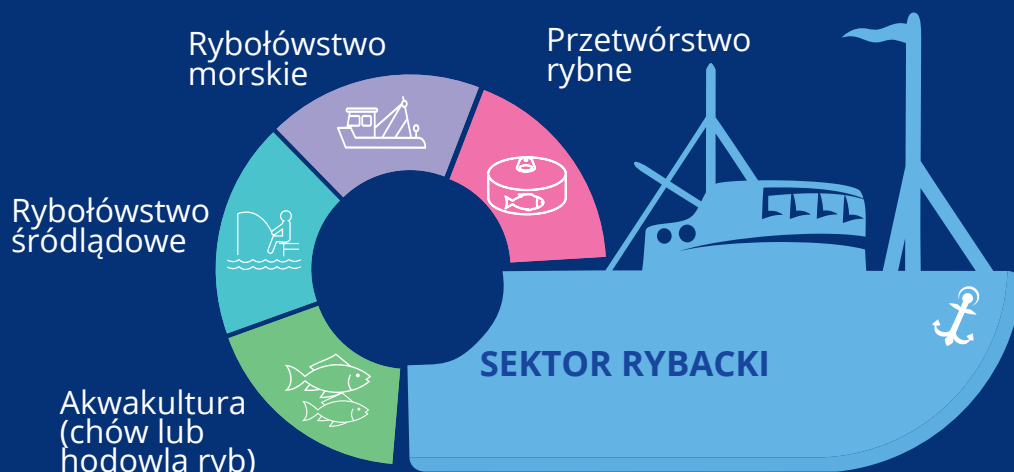 Rybołówstwo
morskie
Przetwórstwo
rybne
Rybołówstwo
śródlądowe
SEKTOR RYBACKI
Akwakultura
(chów lub
hodowla ryb)